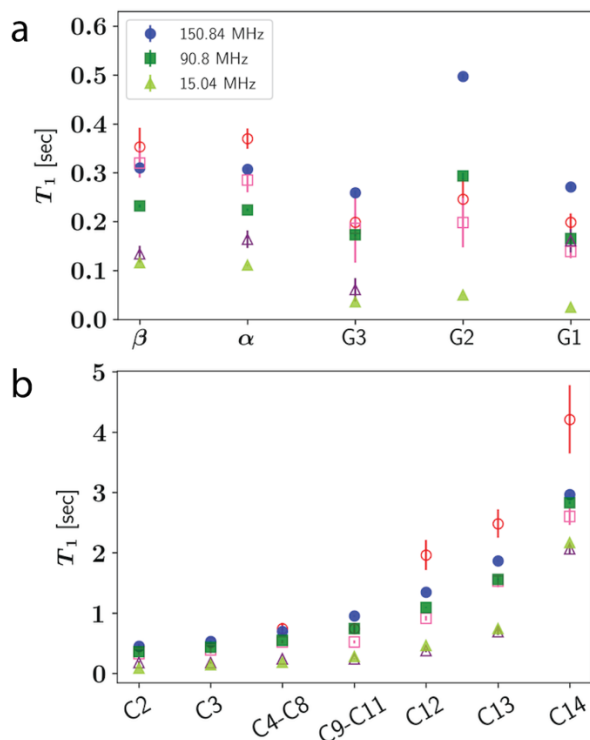 a
0.6
0.5
0.4
0.3
0.2
0.1
0.0
T₁ [sec]
150.84 MHz
90.8 MHz
15.04 MHz
β α G3 G2 G1
b
5
4
3
2
1
0
T₁ [sec]
C2 C3 C4-C8 C9-C11 C12 C13 C14